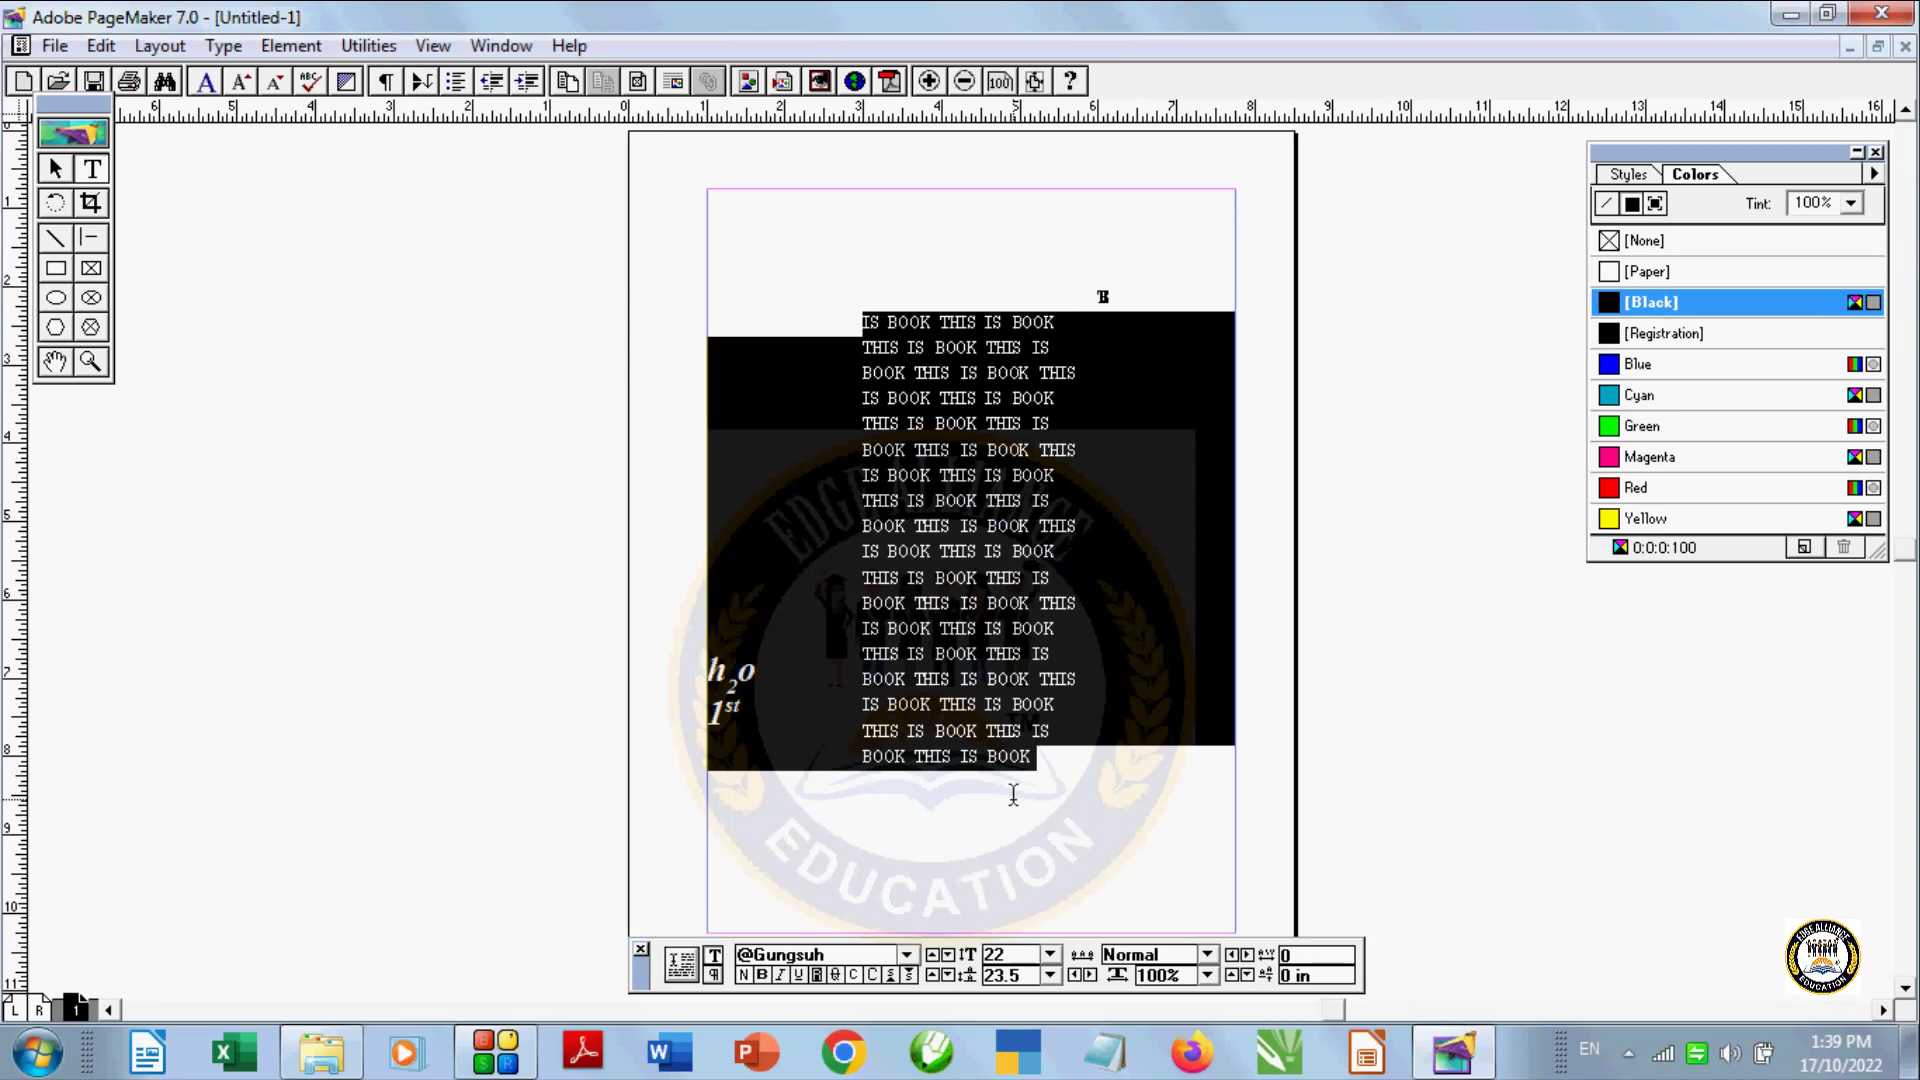 Adobe PageMaker 7.0 - [Untitled-1]
File Edit Layout Type Element Utilities View Window Help
Styles Colors
Tint: 100%
[None]
[Paper]
[Black]
[Registration]
Blue
Cyan
Green
Magenta
Red
Yellow
0:0:0:100
IS BOOK THIS IS BOOK
THIS IS BOOK THIS IS
BOOK THIS IS BOOK THIS
IS BOOK THIS IS BOOK
THIS IS BOOK THIS IS
BOOK THIS IS BOOK THIS
IS BOOK THIS IS BOOK
THIS IS BOOK THIS IS
BOOK THIS IS BOOK THIS
IS BOOK THIS IS BOOK
THIS IS BOOK THIS IS
BOOK THIS IS BOOK THIS
IS BOOK THIS IS BOOK
THIS IS BOOK THIS IS
BOOK THIS IS BOOK THIS
IS BOOK THIS IS BOOK
THIS IS BOOK THIS IS
BOOK THIS IS BOOK
h2o
1st
EDGE ALLIANCE
TM
EDUCATION
@Gungsuh 22 Normal 0
23.5 100% 0 in
L R 1
EN
1:39 PM
17/10/2022